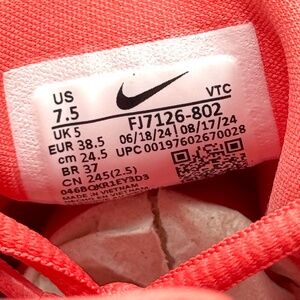 US
7.5
VTC
UK 5
FJ7126-802
EUR 38.5
06/18/24 | 08/17/24
cm 24.5
UPC 00197602670028
BR 37
CN 245(2.5)
046BQKR1EY3D3
MADE IN VIETNAM